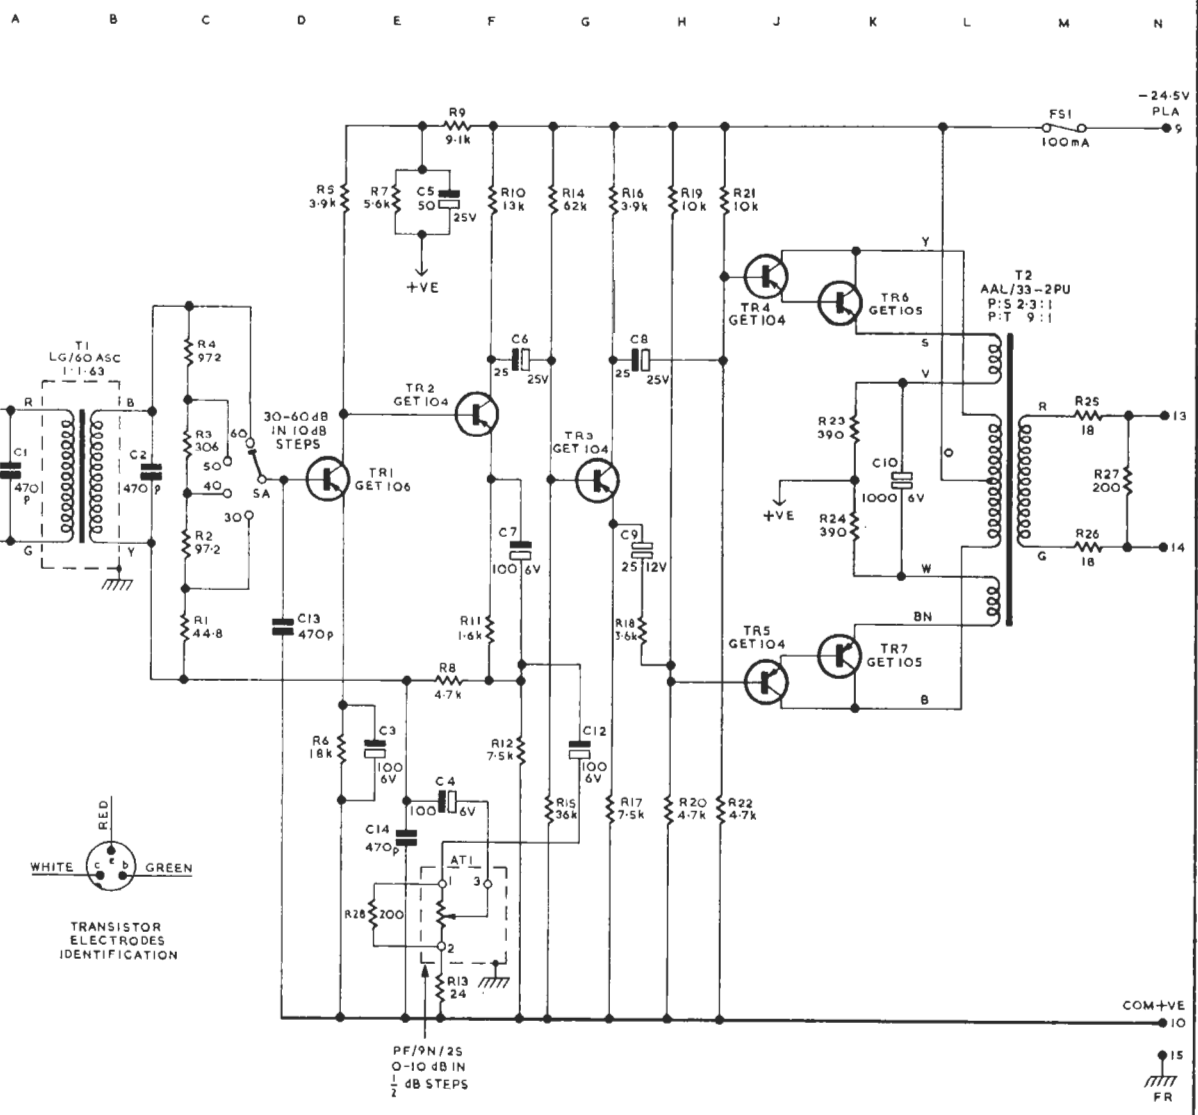 A B C D E F G H J K L M N
-24.5V
PLA
9
FS1
100mA
R9
9.1k
R5
3.9k
R7
5.6k
C5
50
25V
R10
13k
R14
62k
R16
3.9k
R19
10k
R21
10k
+VE
Y
TR4
GET104
TR6
GET105
T2
AAL/33-2PU
P:S 2.3:1
P:T 9:1
S
V
T1
LG/60 ASC
1:1.63
R4
972
C6
25
25V
C8
25
25V
TR2
GET104
R
B
30-60dB
IN 10dB
STEPS
R3
306
60
50
40
30
SA
C1
470
P
C2
470
P
TR1
GET106
TR3
GET 104
R23
390
C10
1000
6V
O
R
R25
18
13
R27
200
+VE
R24
390
R2
97.2
C7
100
6V
C9
25
12V
G
Y
G
R26
18
14
W
BN
R1
44.8
C13
470p
R11
1.6k
R18
3.6k
TR5
GET104
TR7
GET105
B
R8
4.7k
R6
18k
C3
100
6V
R12
7.5k
C12
100
6V
C4
100
6V
R15
36k
R17
7.5k
R20
4.7k
R22
4.7k
C14
470p
RED
WHITE
c
e
b
GREEN
AT1
1
3
R28
200
2
R13
24
TRANSISTOR
ELECTRODES
IDENTIFICATION
COM+VE
10
PF/9N/2S
0-10 dB IN
1/2 dB STEPS
15
FR